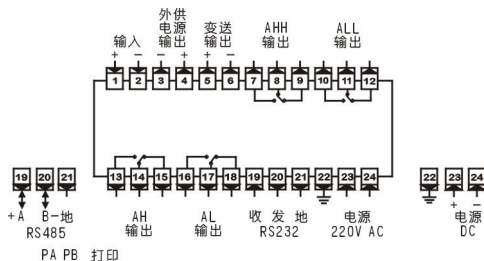 外供
电源 变送 AHH ALL
输入 输出 输出 输出 输出
+ − − + + −
1 2 3 4 5 6 7 8 9 10 11 12
19 20 21 13 14 15 16 17 18 19 20 21 22 23 24 22 23 24
+A B−地 AH AL 收 发 地 电源 + −
RS485 输出 输出 RS232 220V AC 电源
DC
PA PB 打印